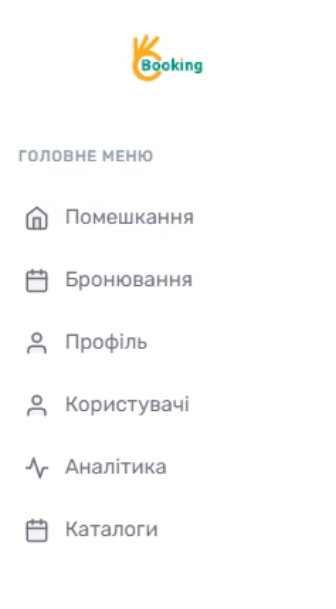 Booking
ГОЛОВНЕ МЕНЮ
Помешкання
Бронювання
Профіль
Користувачі
Аналітика
Каталоги